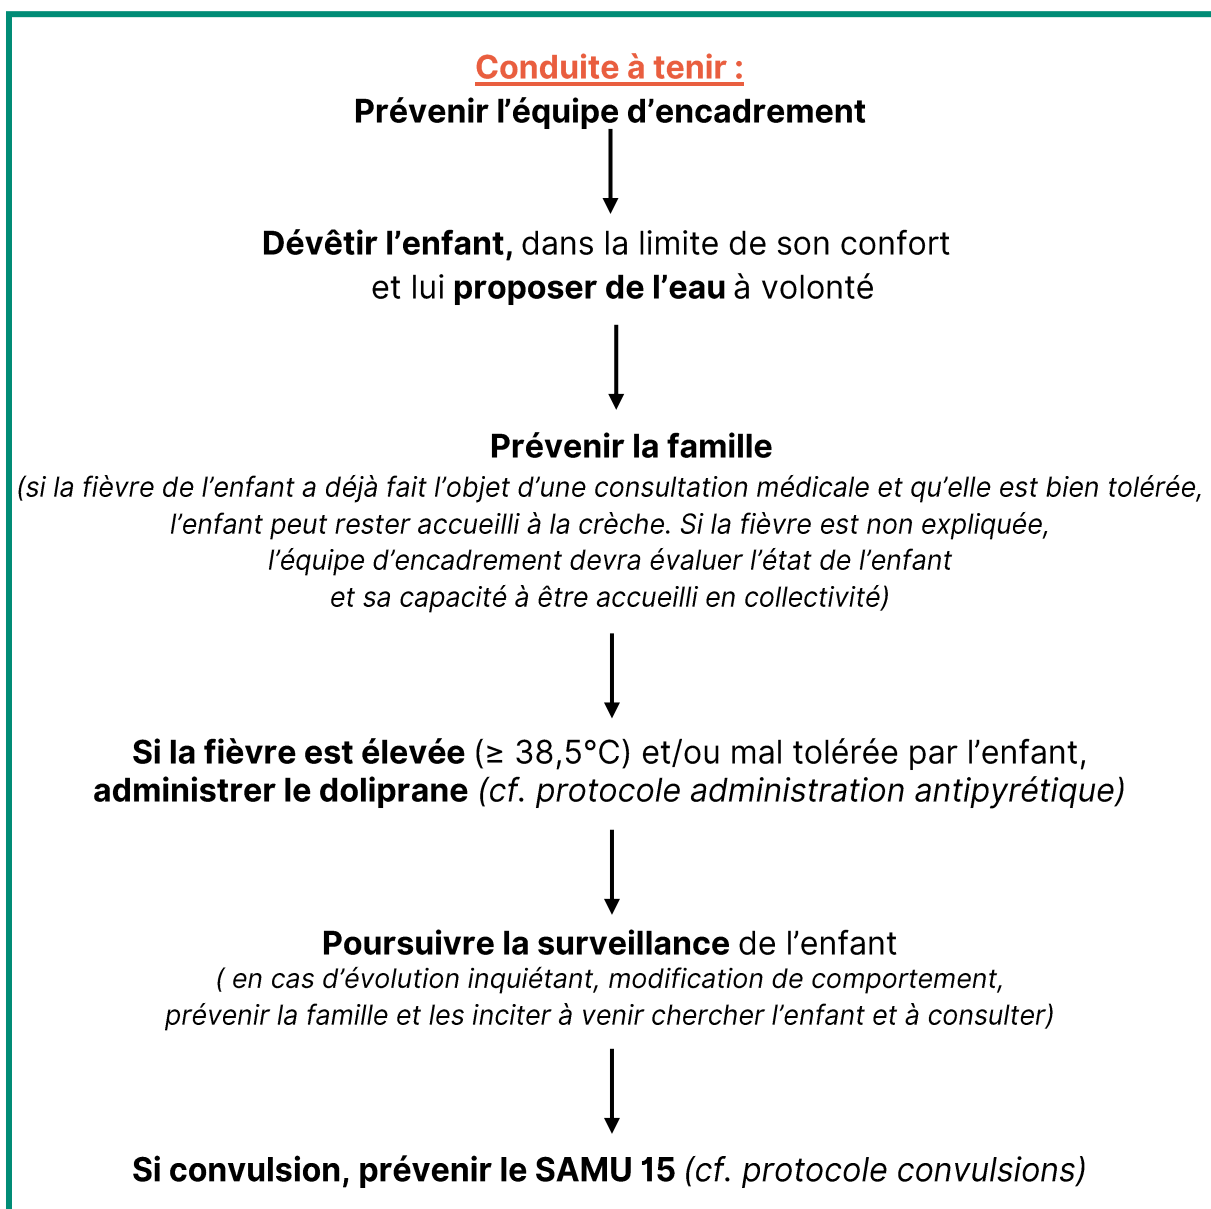 Conduite à tenir :
Prévenir l’équipe d’encadrement
Dévêtir l’enfant, dans la limite de son confort
et lui proposer de l’eau à volonté
Prévenir la famille
(si la fièvre de l’enfant a déjà fait l’objet d’une consultation médicale et qu’elle est bien tolérée,
l’enfant peut rester accueilli à la crèche. Si la fièvre est non expliquée,
l’équipe d’encadrement devra évaluer l’état de l’enfant
et sa capacité à être accueilli en collectivité)
Si la fièvre est élevée (≥ 38,5°C) et/ou mal tolérée par l’enfant,
administrer le doliprane (cf. protocole administration antipyrétique)
Poursuivre la surveillance de l’enfant
( en cas d’évolution inquiétant, modification de comportement,
prévenir la famille et les inciter à venir chercher l’enfant et à consulter)
Si convulsion, prévenir le SAMU 15 (cf. protocole convulsions)